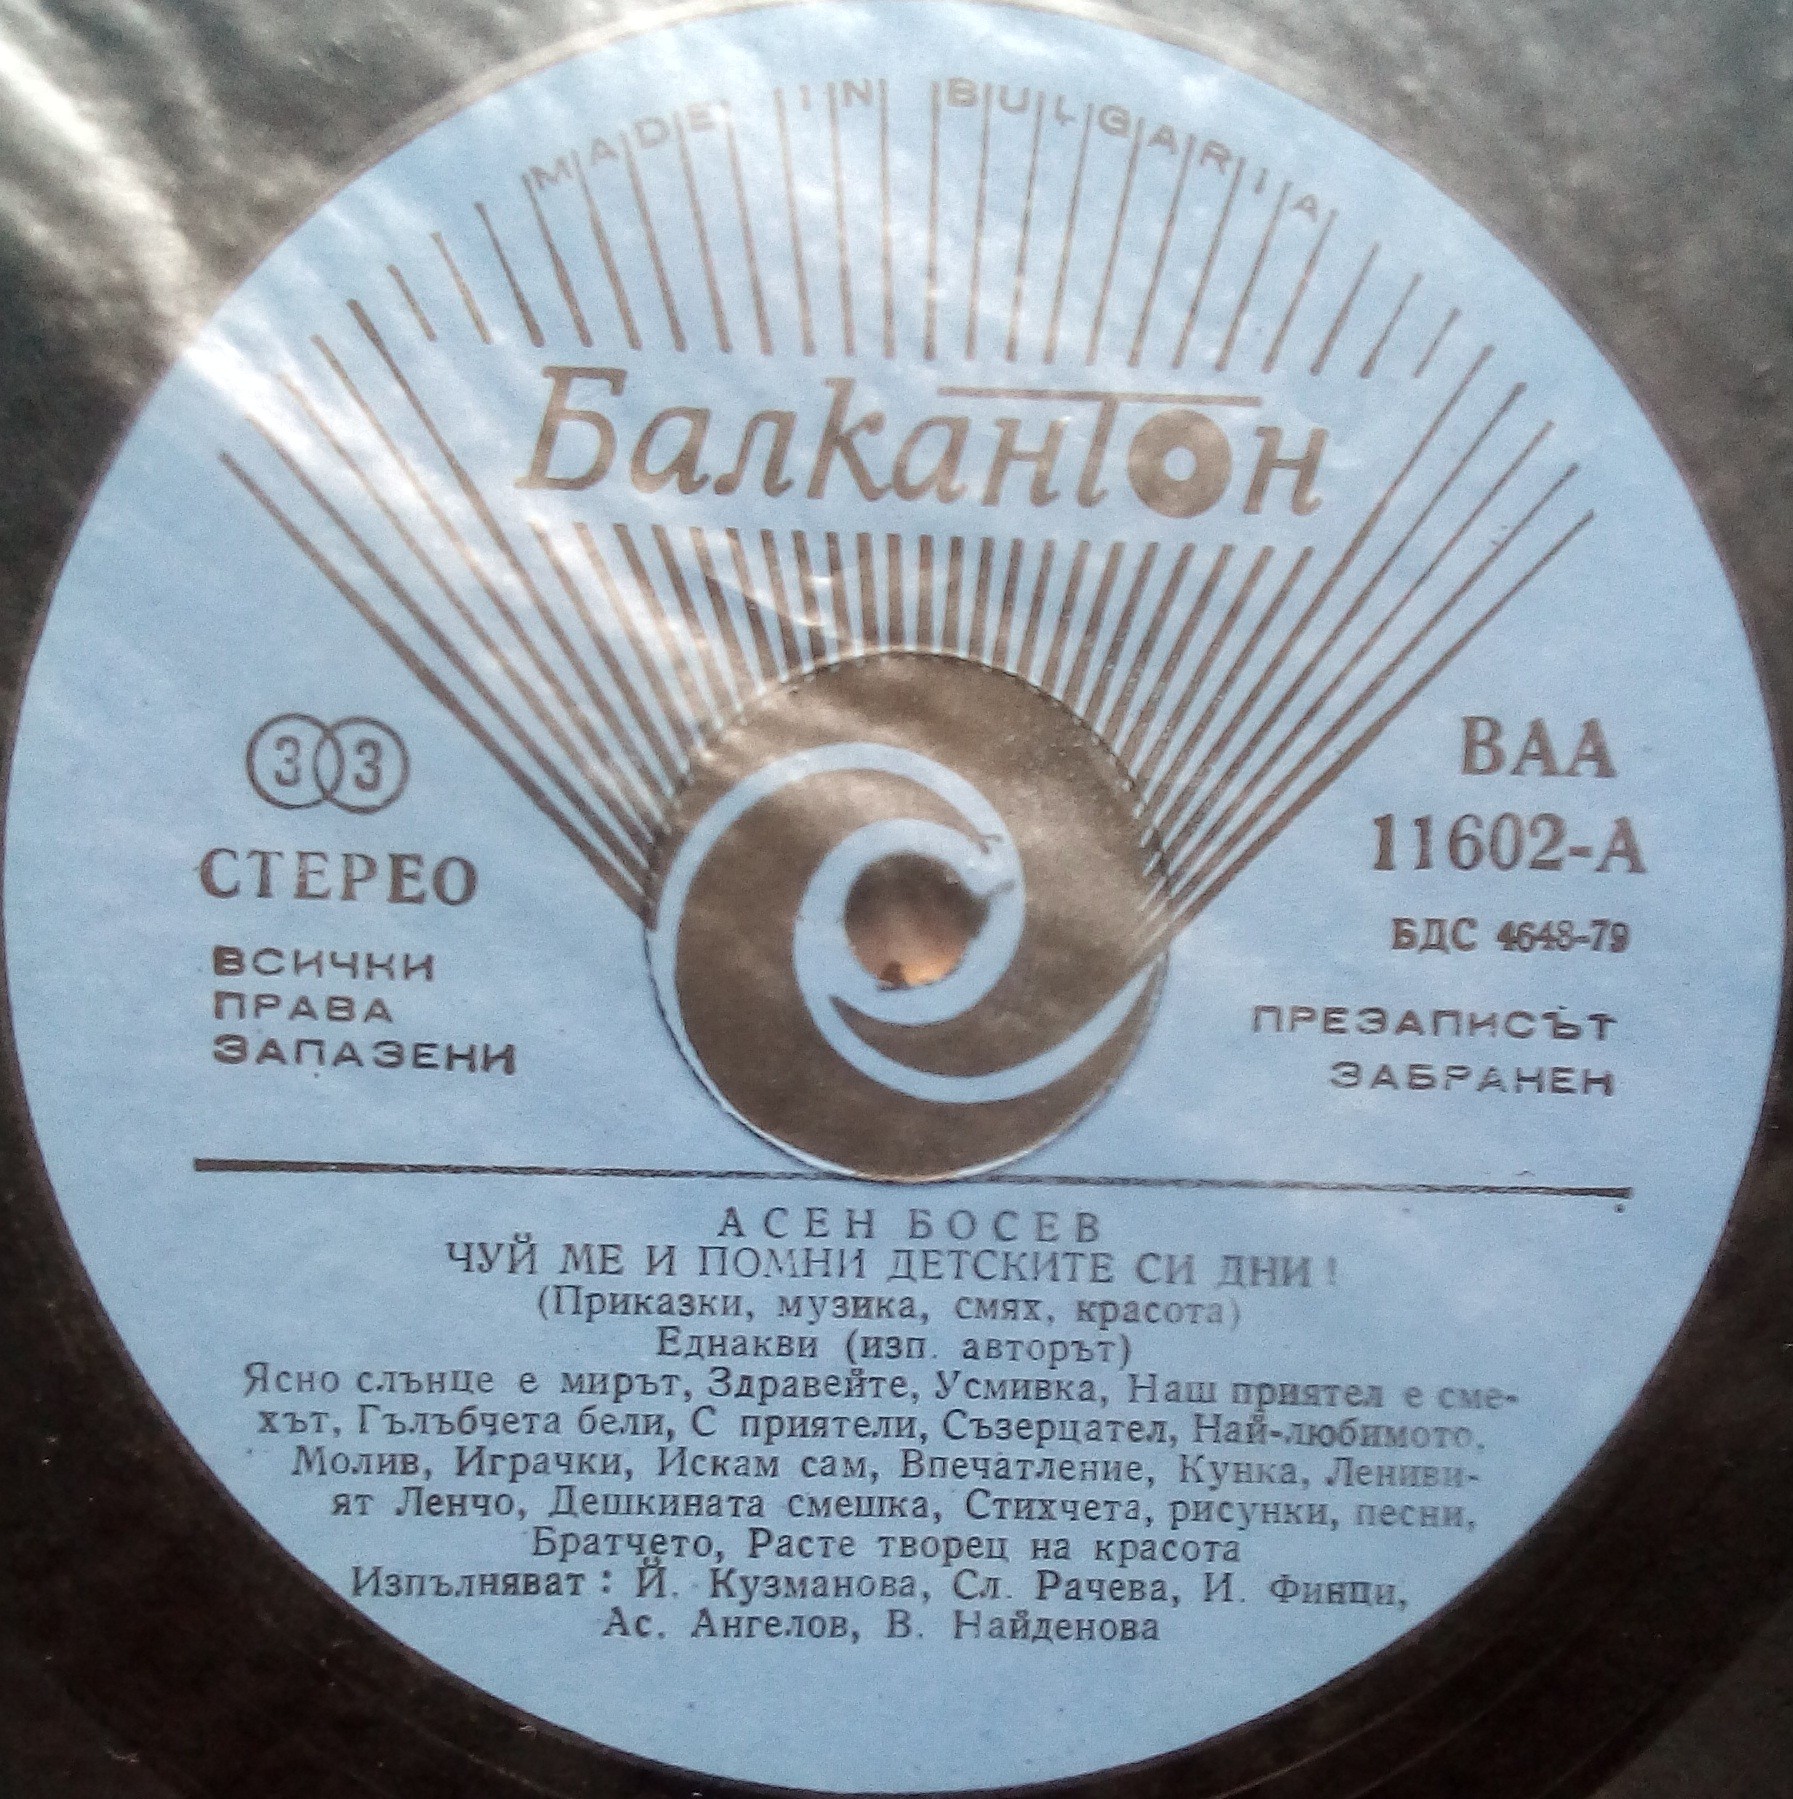 MADE IN BULGARIA
Балкантон
33
СТЕРЕО
ВСИЧКИ
ПРАВА
ЗАПАЗЕНИ
ВАА
11602-А
БДС 4648-79
ПРЕЗАПИСЪТ
ЗАБРАНЕН
АСЕН БОСЕВ
ЧУЙ МЕ И ПОМНИ ДЕТСКИТЕ СИ ДНИ!
(Приказки, музика, смях, красота)
Еднакви (изп. авторът)
Ясно слънце е мирът, Здравейте, Усмивка, Наш приятел е сме-
хът, Гълъбчета бели, С приятели, Съзерцател, Най-любимото,
Молив, Играчки, Искам сам, Впечатление, Кунка, Ленивия-
ят Ленчо, Дешкината смешка, Стихчета, рисунки, песни,
Братчето, Расте творец на красота
Изпълняват: Й. Кузманова, Сл. Рачева, И. Финци,
Ас. Ангелов, В. Найденова